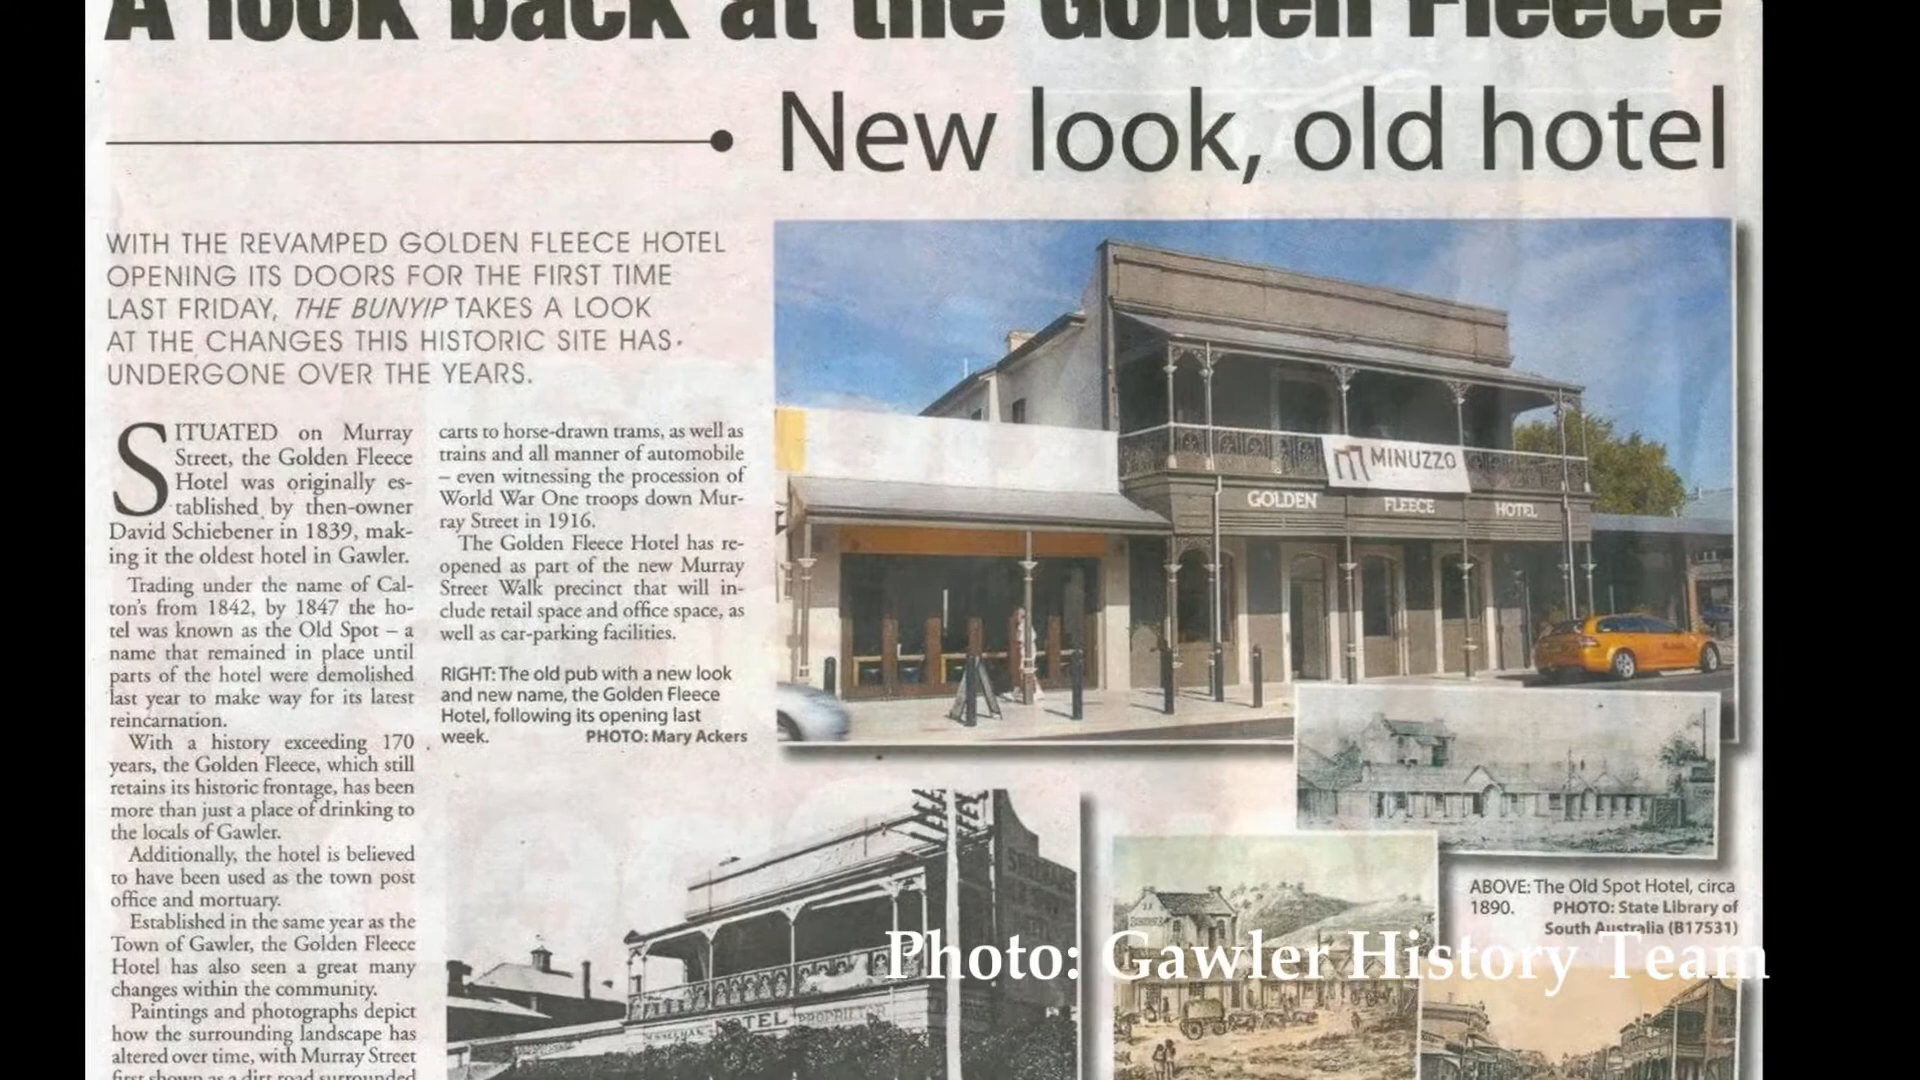 A look back at the Golden Fleece
New look, old hotel
WITH THE REVAMPED GOLDEN FLEECE HOTEL
OPENING ITS DOORS FOR THE FIRST TIME
LAST FRIDAY, THE BUNYIP TAKES A LOOK
AT THE CHANGES THIS HISTORIC SITE HAS
UNDERGONE OVER THE YEARS.
SITUATED on Murray
Street, the Golden Fleece
Hotel was originally es-
tablished by then-owner
David Schiebener in 1839, mak-
ing it the oldest hotel in Gawler.
Trading under the name of Cal-
ton's from 1842, by 1847 the ho-
tel was known as the Old Spot – a
name that remained in place until
parts of the hotel were demolished
last year to make way for its latest
reincarnation.
With a history exceeding 170
years, the Golden Fleece, which still
retains its historic frontage, has been
more than just a place of drinking to
the locals of Gawler.
Additionally, the hotel is believed
to have been used as the town post
office and mortuary.
Established in the same year as the
Town of Gawler, the Golden Fleece
Hotel has also seen a great many
changes within the community.
Paintings and photographs depict
how the surrounding landscape has
altered over time, with Murray Street
first shown as a dirt road surrounded
carts to horse-drawn trams, as well as
trains and all manner of automobile
– even witnessing the procession of
World War One troops down Mur-
ray Street in 1916.
The Golden Fleece Hotel has re-
opened as part of the new Murray
Street Walk precinct that will in-
clude retail space and office space, as
well as car-parking facilities.
RIGHT: The old pub with a new look
and new name, the Golden Fleece
Hotel, following its opening last
week. PHOTO: Mary Ackers
MINUZZO
GOLDEN FLEECE HOTEL
ABOVE: The Old Spot Hotel, circa
1890. PHOTO: State Library of
South Australia (B17531)
HOTEL PROPRIETOR
Photo: Gawler History Team